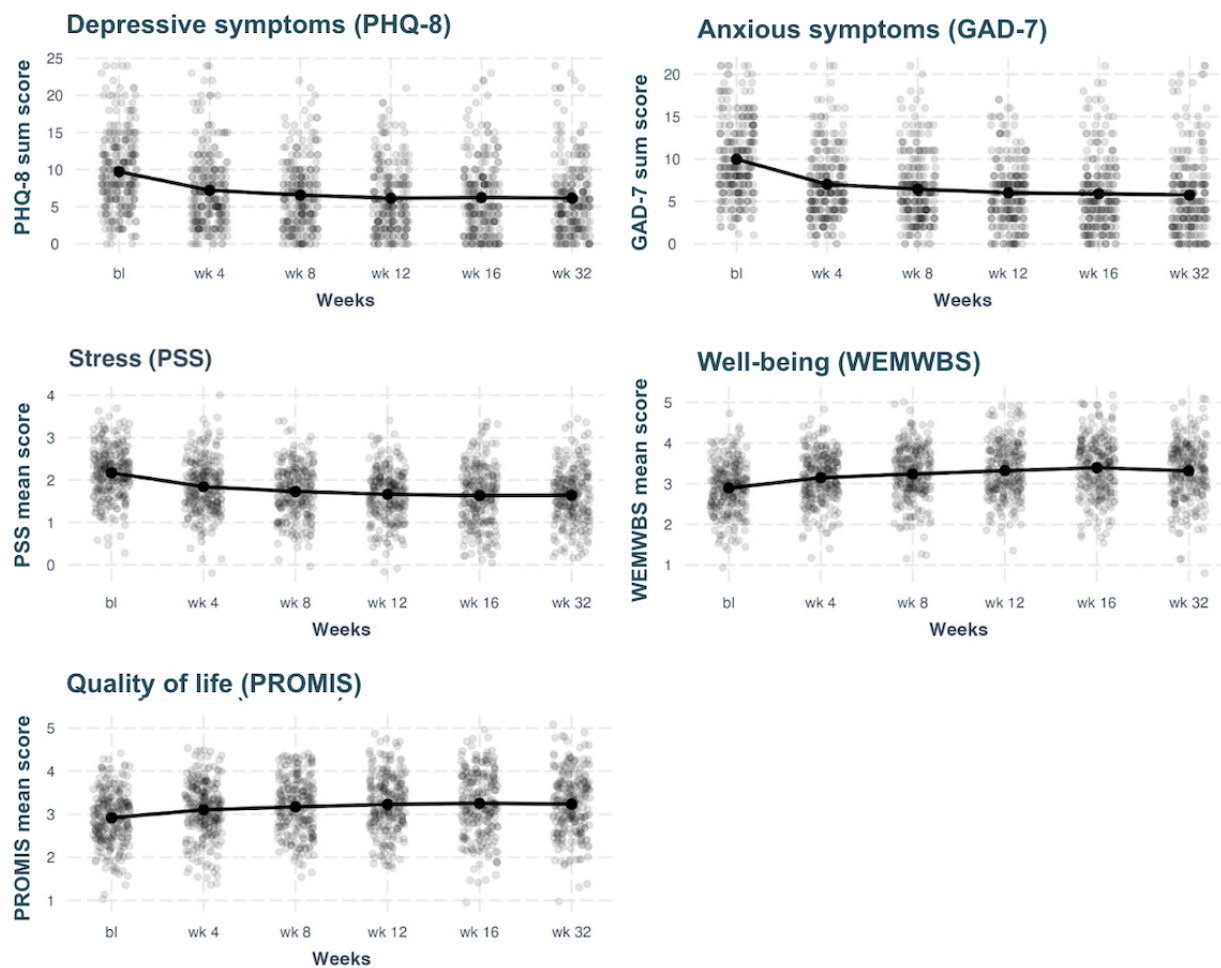 Depressive symptoms (PHQ-8)
PHQ-8 sum score
25
20
15
10
5
0
bl wk 4 wk 8 wk 12 wk 16 wk 32
Weeks
Anxious symptoms (GAD-7)
GAD-7 sum score
20
15
10
5
0
bl wk 4 wk 8 wk 12 wk 16 wk 32
Weeks
Stress (PSS)
PSS mean score
4
3
2
1
0
bl wk 4 wk 8 wk 12 wk 16 wk 32
Weeks
Well-being (WEMWBS)
WEMWBS mean score
5
4
3
2
1
bl wk 4 wk 8 wk 12 wk 16 wk 32
Weeks
Quality of life (PROMIS)
PROMIS mean score
5
4
3
2
1
bl wk 4 wk 8 wk 12 wk 16 wk 32
Weeks